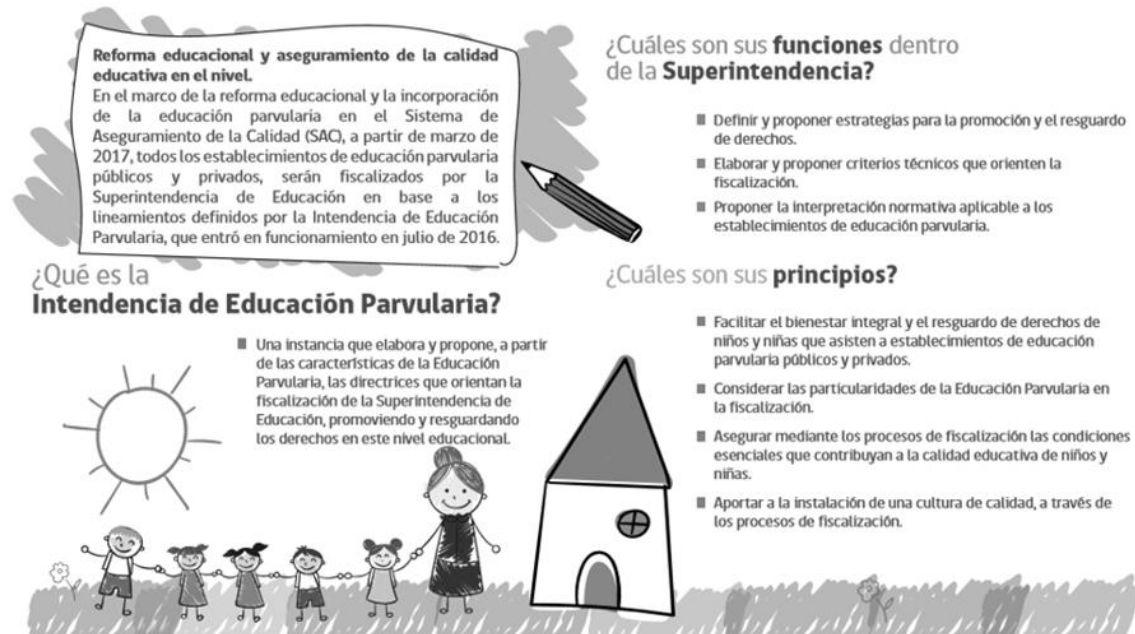 Reforma educacional y aseguramiento de la calidad
educativa en el nivel.
En el marco de la reforma educacional y la incorporación
de la educación parvularia en el Sistema de
Aseguramiento de la Calidad (SAC), a partir de marzo de
2017, todos los establecimientos de educación parvularia
públicos y privados, serán fiscalizados por la
Superintendencia de Educación en base a los
lineamientos definidos por la Intendencia de Educación
Parvularia, que entró en funcionamiento en julio de 2016.
¿Qué es la
Intendencia de Educación Parvularia?
■ Una instancia que elabora y propone, a partir
de las características de la Educación
Parvularia, las directrices que orientan la
fiscalización de la Superintendencia de
Educación, promoviendo y resguardando
los derechos en este nivel educacional.
¿Cuáles son sus funciones dentro
de la Superintendencia?
■ Definir y proponer estrategias para la promoción y el resguardo
de derechos.
■ Elaborar y proponer criterios técnicos que orienten la
fiscalización.
■ Proponer la interpretación normativa aplicable a los
establecimientos de educación parvularia.
¿Cuáles son sus principios?
■ Facilitar el bienestar integral y el resguardo de derechos de
niños y niñas que asisten a establecimientos de educación
parvularia públicos y privados.
■ Considerar las particularidades de la Educación Parvularia en
la fiscalización.
■ Asegurar mediante los procesos de fiscalización las condiciones
esenciales que contribuyan a la calidad educativa de niños y
niñas.
■ Aportar a la instalación de una cultura de calidad, a través de
los procesos de fiscalización.